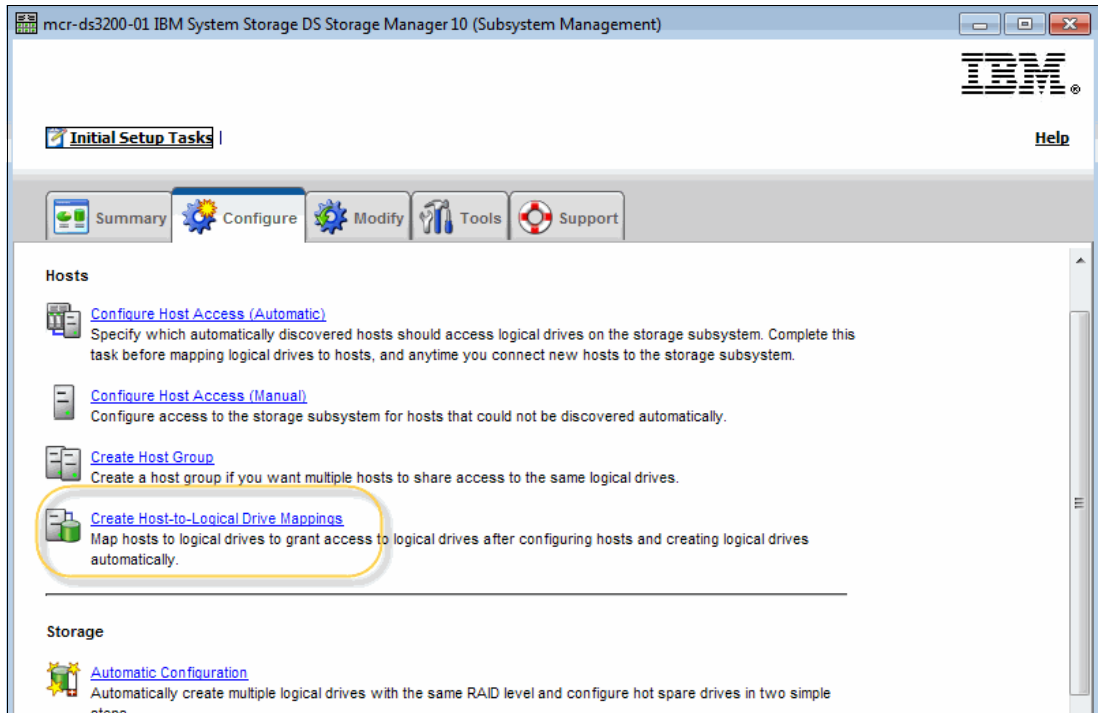 mcr-ds3200-01 IBM System Storage DS Storage Manager 10 (Subsystem Management)
IBM®
Initial Setup Tasks |
Help
Summary
Configure
Modify
Tools
Support
Hosts
Configure Host Access (Automatic)
Specify which automatically discovered hosts should access logical drives on the storage subsystem. Complete this
task before mapping logical drives to hosts, and anytime you connect new hosts to the storage subsystem.
Configure Host Access (Manual)
Configure access to the storage subsystem for hosts that could not be discovered automatically.
Create Host Group
Create a host group if you want multiple hosts to share access to the same logical drives.
Create Host-to-Logical Drive Mappings
Map hosts to logical drives to grant access to logical drives after configuring hosts and creating logical drives
automatically.
Storage
Automatic Configuration
Automatically create multiple logical drives with the same RAID level and configure hot spare drives in two simple